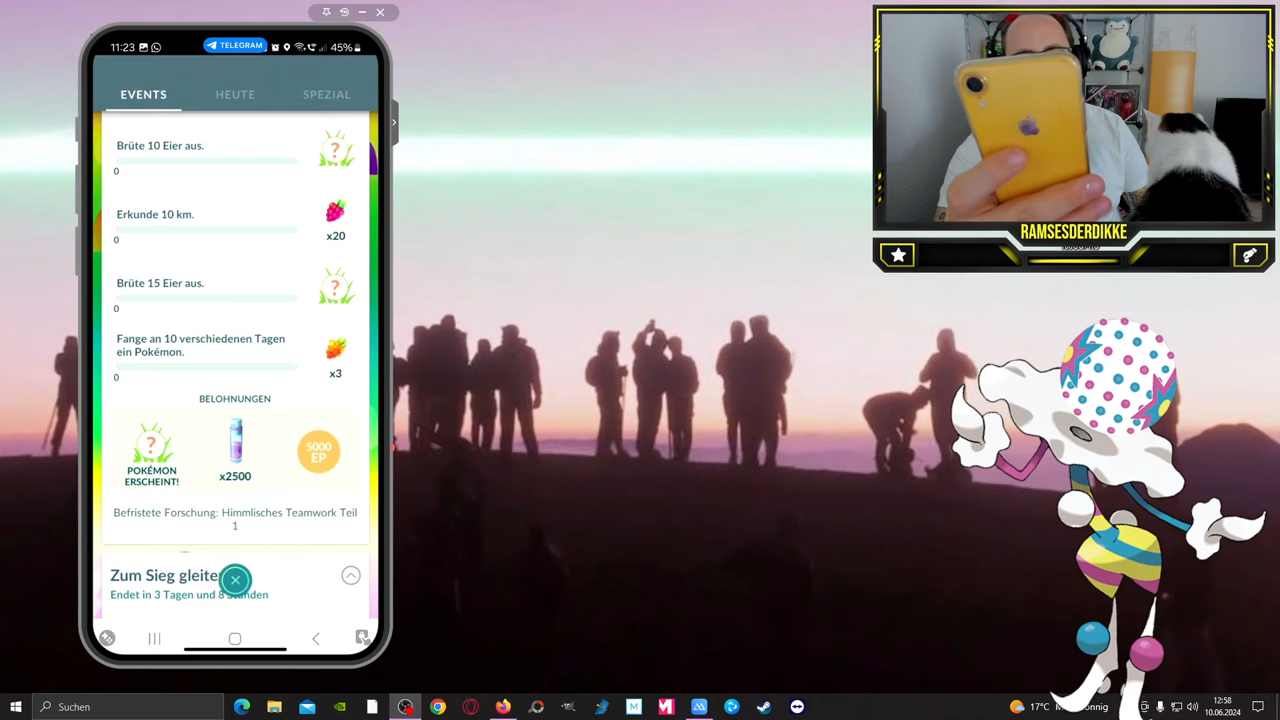 11:23
TELEGRAM
45%
EVENTS
HEUTE
SPEZIAL
Brüte 10 Eier aus.
0
Erkunde 10 km.
x20
0
Brüte 15 Eier aus.
0
Fange an 10 verschiedenen Tagen
ein Pokémon.
x3
0
BELOHNUNGEN
?
5000
EP
POKÉMON
ERSCHEINT!
x2500
Befristete Forschung: Himmlisches Teamwork Teil
1
Zum Sieg gleite
Endet in 3 Tagen und 8
RAMSESDERDIKKE
Suchen
17°C
12:58
10.06.2024